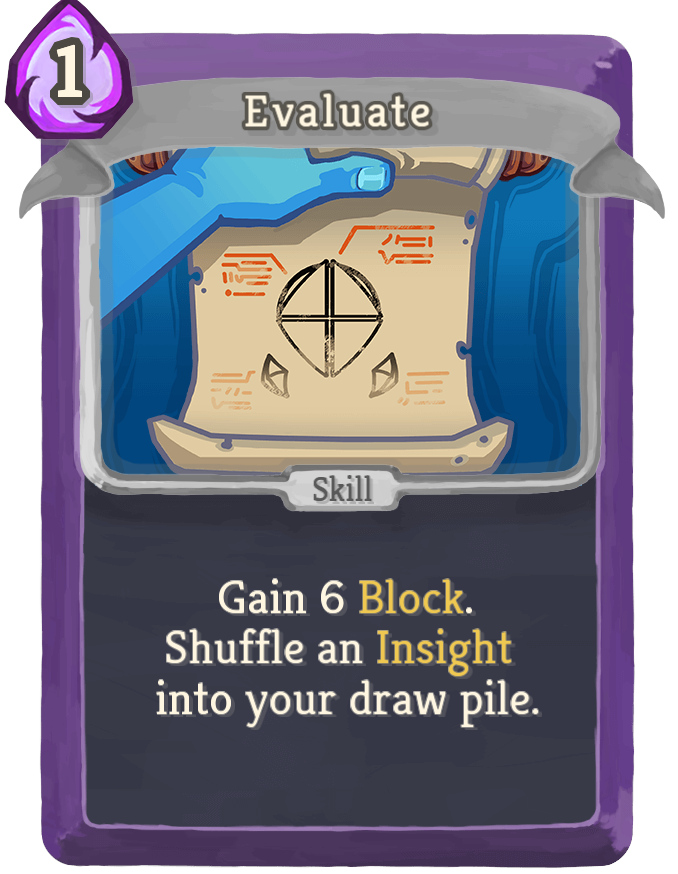 1
Evaluate
Skill
Gain 6 Block.
Shuffle an Insight
into your draw pile.